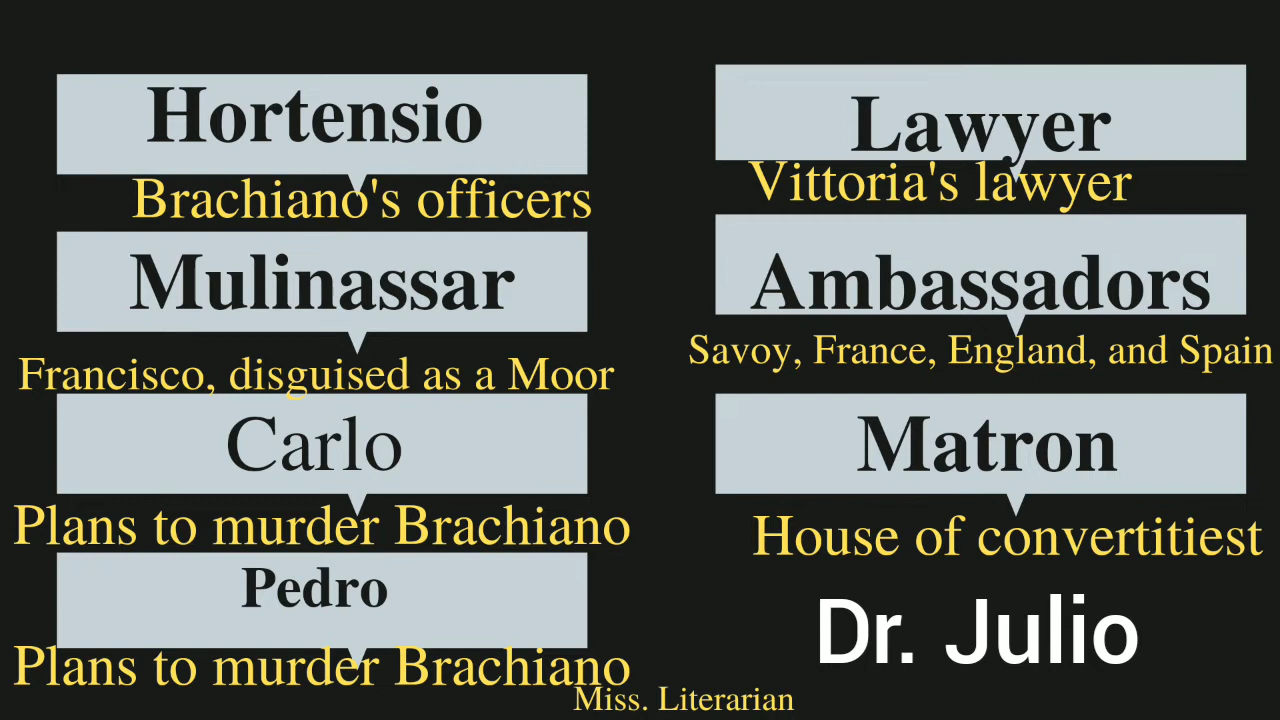 Hortensio
Brachiano's officers
Mulinassar
Francisco, disguised as a Moor
Carlo
Plans to murder Brachiano
Pedro
Plans to murder Brachiano
Lawyer
Vittoria's lawyer
Ambassadors
Savoy, France, England, and Spain
Matron
House of convertitiest
Dr. Julio
Miss. Literarian